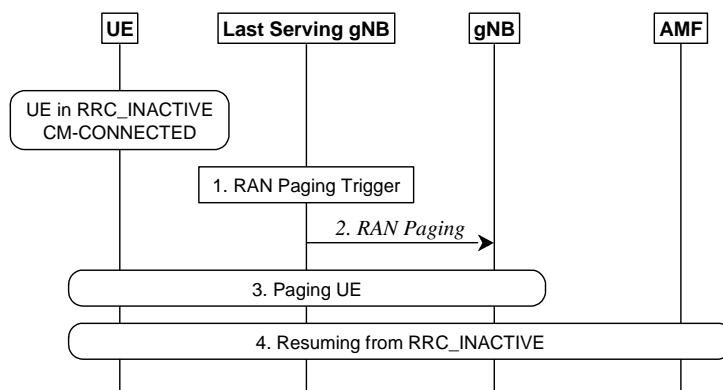 UE
Last Serving gNB
gNB
AMF
UE in RRC_INACTIVE
CM-CONNECTED
1. RAN Paging Trigger
2. RAN Paging
3. Paging UE
4. Resuming from RRC_INACTIVE